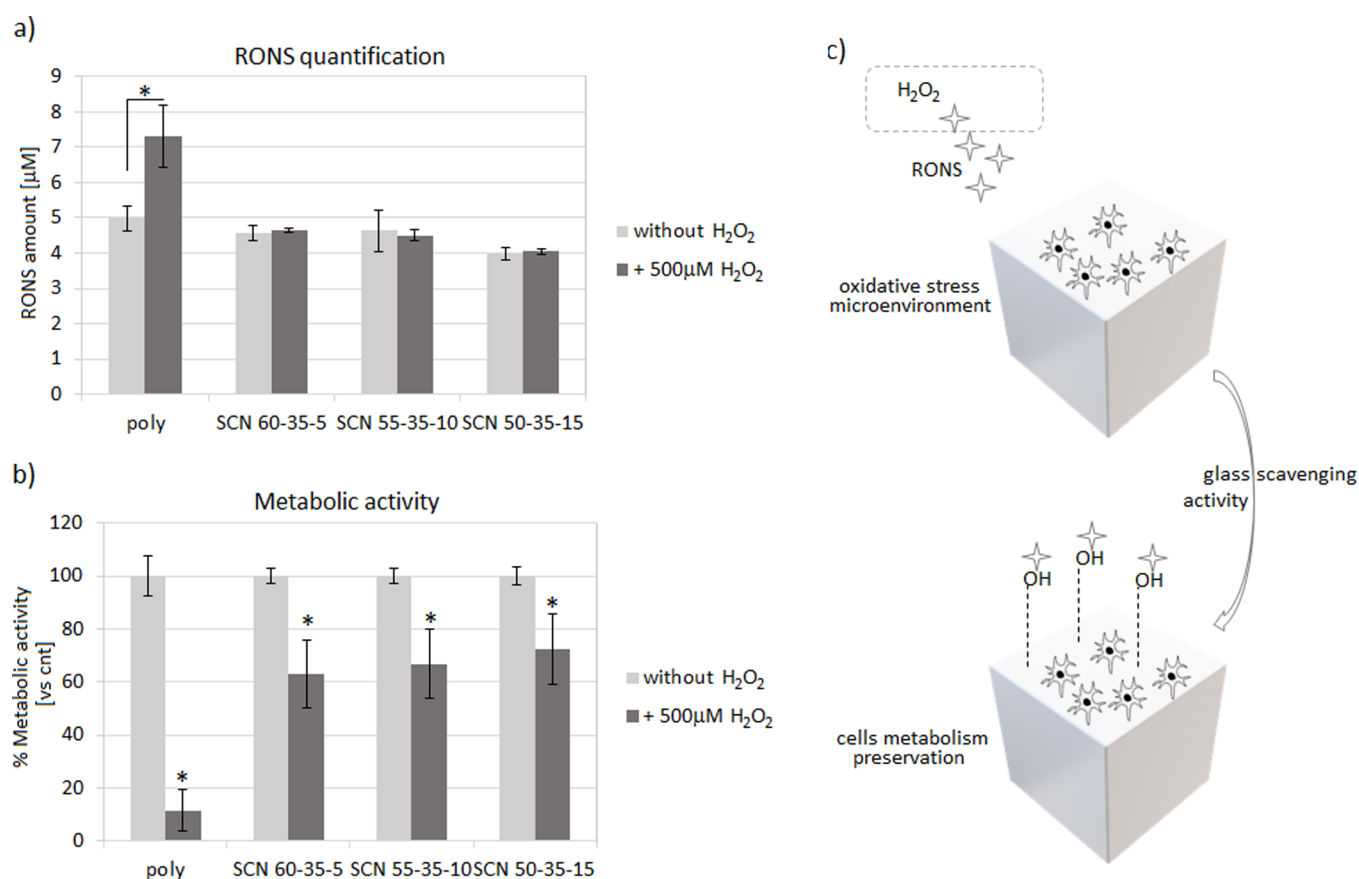 a)
RONS quantification
RONS amount [µM]
9
8
7
6
5
4
3
2
1
0
*
poly
SCN 60-35-5
SCN 55-35-10
SCN 50-35-15
without H₂O₂
+ 500µM H₂O₂
b)
Metabolic activity
% Metabolic activity
[vs cnt]
120
100
80
60
40
20
0
*
*
*
*
poly
SCN 60-35-5
SCN 55-35-10
SCN 50-35-15
without H₂O₂
+ 500µM H₂O₂
c)
H₂O₂
RONS
oxidative stress
microenvironment
glass scavenging
activity
OH
OH
OH
cells metabolism
preservation